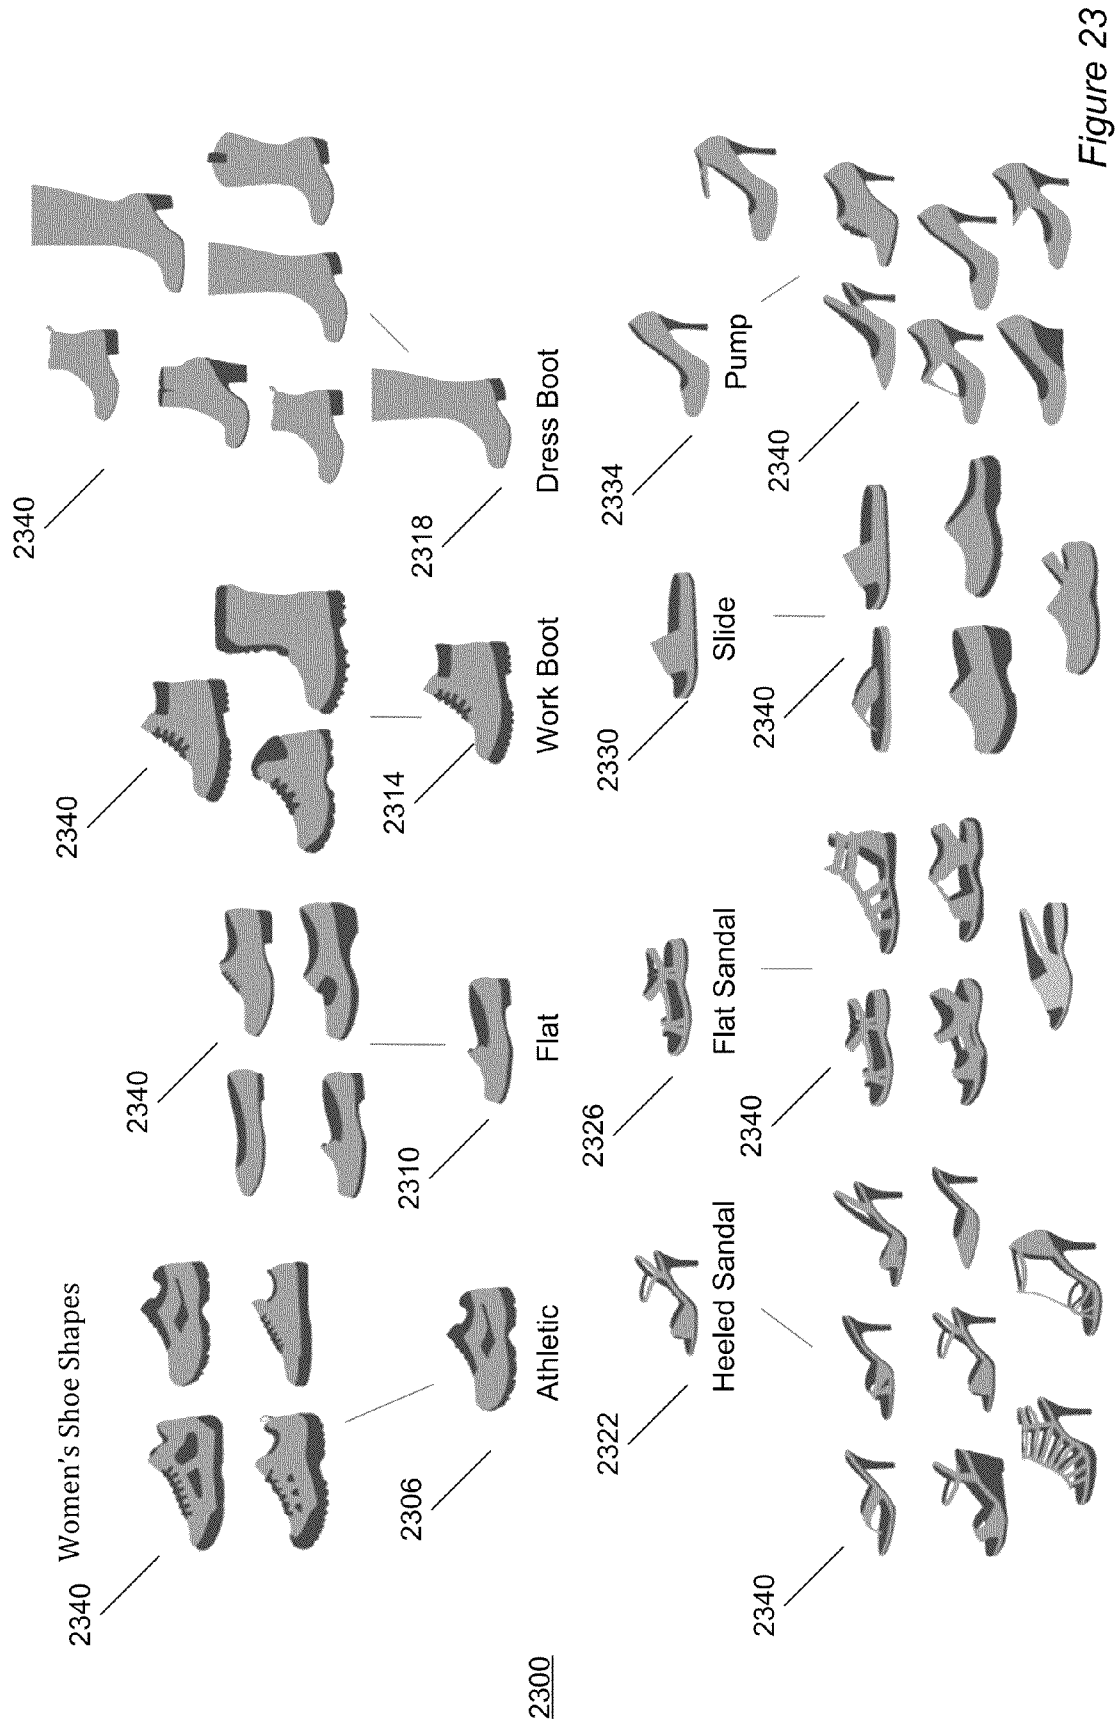 Women's Shoe Shapes
2340
2340
2340
2340
2306
2310
2314
2318
Athletic
Flat
Work Boot
Dress Boot
2300
2322
2326
2330
2334
Heeled Sandal
Flat Sandal
Slide
Pump
2340
2340
2340
2340
Figure 23